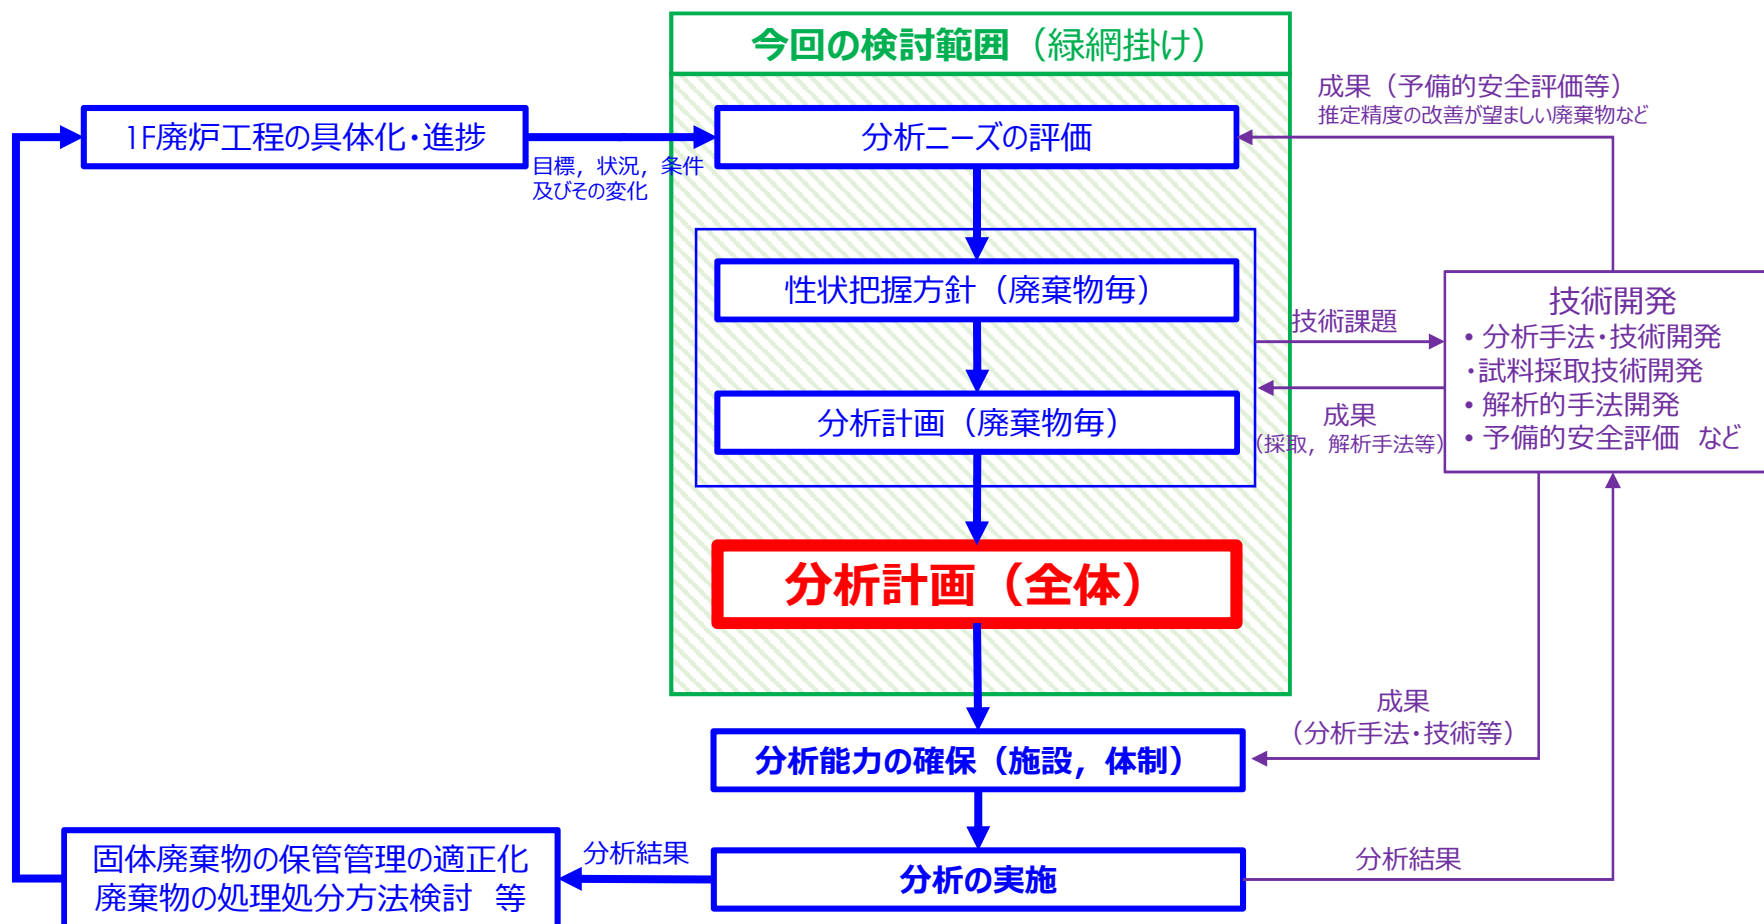 今回の検討範囲（緑網掛け）
成果（予備的安全評価等）
推定精度の改善が望ましい廃棄物など
1F廃炉工程の具体化・進捗
分析ニーズの評価
目標，状況，条件
及びその変化
性状把握方針（廃棄物毎）
技術課題
技術開発
・分析手法・技術開発
・試料採取技術開発
・解析的手法開発
・予備的安全評価　など
分析計画（廃棄物毎）
成果
（採取，解析手法等）
分析計画（全体）
成果
（分析手法・技術等）
分析能力の確保（施設，体制）
固体廃棄物の保管管理の適正化
廃棄物の処理処分方法検討　等
分析結果
分析の実施
分析結果